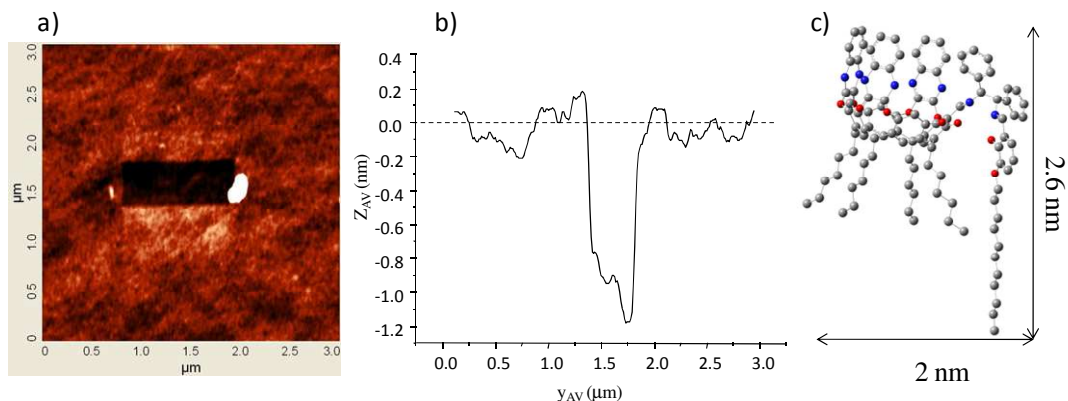 a)
3.0
2.5
2.0
1.5
1.0
0.5
0
μm
0 0.5 1.0 1.5 2.0 2.5 3.0
μm
b)
0.4
0.2
0.0
-0.2
-0.4
-0.6
-0.8
-1.0
-1.2
Z_AV (nm)
0.0 0.5 1.0 1.5 2.0 2.5 3.0
y_AV (μm)
c)
2.6 nm
2 nm